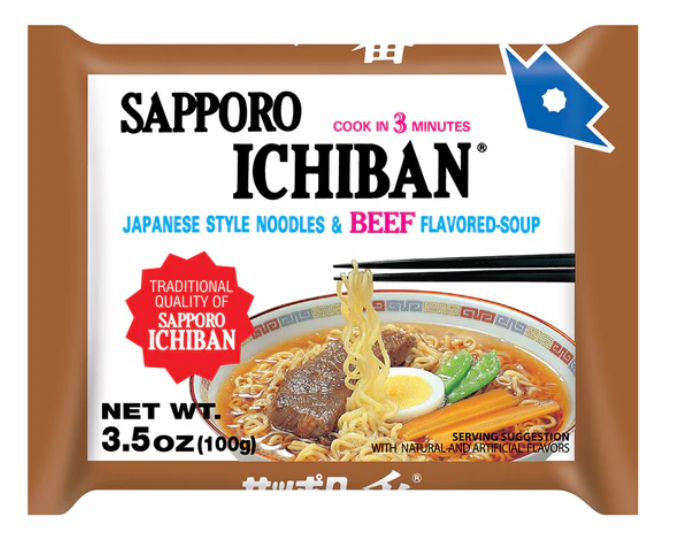 番
SAPPORO
COOK IN 3 MINUTES
ICHIBAN®
JAPANESE STYLE NOODLES & BEEF FLAVORED-SOUP
TRADITIONAL
QUALITY OF
SAPPORO
ICHIBAN
NET WT.
3.5oz (100g)
SERVING SUGGESTION
WITH NATURAL AND ARTIFICIAL FLAVORS
サッポロ一番®